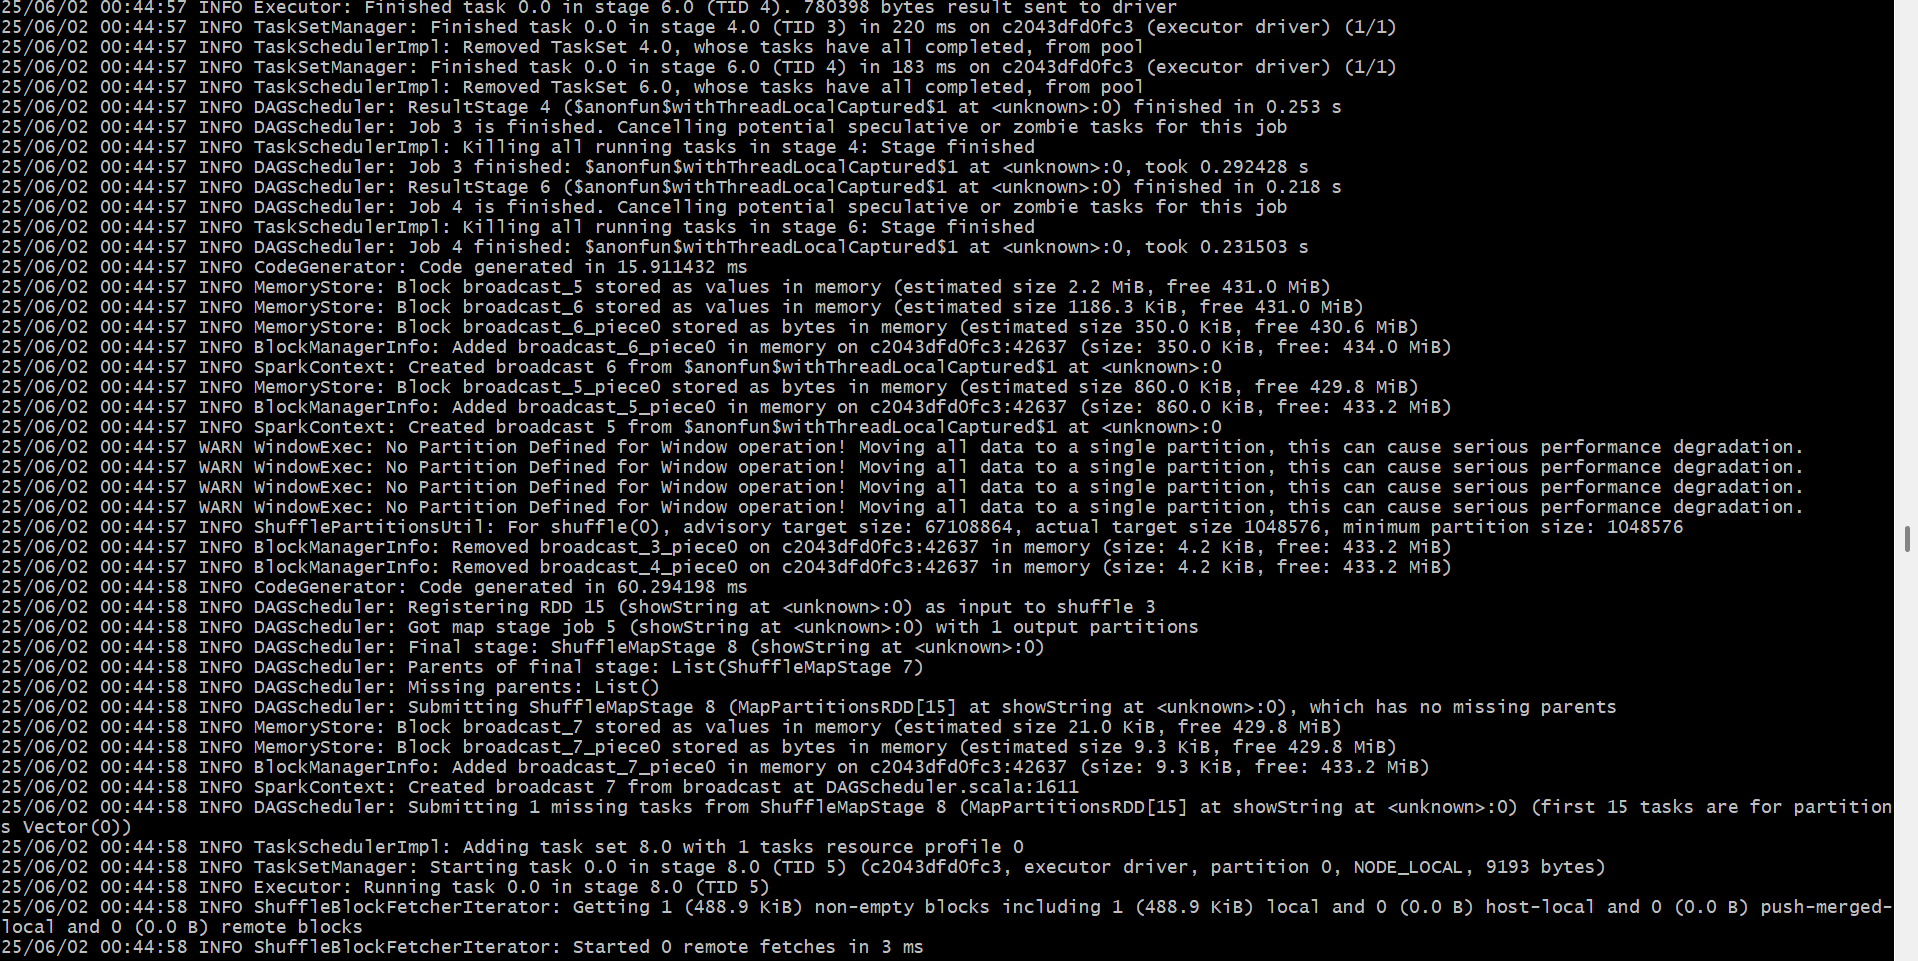 25/06/02 00:44:57 INFO Executor: Finished task 0.0 in stage 6.0 (TID 4). 780398 bytes result sent to driver
25/06/02 00:44:57 INFO TaskSetManager: Finished task 0.0 in stage 4.0 (TID 3) in 220 ms on c2043dfd0fc3 (executor driver) (1/1)
25/06/02 00:44:57 INFO TaskSchedulerImpl: Removed TaskSet 4.0, whose tasks have all completed, from pool
25/06/02 00:44:57 INFO TaskSetManager: Finished task 0.0 in stage 6.0 (TID 4) in 183 ms on c2043dfd0fc3 (executor driver) (1/1)
25/06/02 00:44:57 INFO TaskSchedulerImpl: Removed TaskSet 6.0, whose tasks have all completed, from pool
25/06/02 00:44:57 INFO DAGScheduler: ResultStage 4 ($anonfun$withThreadLocalCaptured$1 at <unknown>:0) finished in 0.253 s
25/06/02 00:44:57 INFO DAGScheduler: Job 3 is finished. Cancelling potential speculative or zombie tasks for this job
25/06/02 00:44:57 INFO TaskSchedulerImpl: Killing all running tasks in stage 4: Stage finished
25/06/02 00:44:57 INFO DAGScheduler: Job 3 finished: $anonfun$withThreadLocalCaptured$1 at <unknown>:0, took 0.292428 s
25/06/02 00:44:57 INFO DAGScheduler: ResultStage 6 ($anonfun$withThreadLocalCaptured$1 at <unknown>:0) finished in 0.218 s
25/06/02 00:44:57 INFO DAGScheduler: Job 4 is finished. Cancelling potential speculative or zombie tasks for this job
25/06/02 00:44:57 INFO TaskSchedulerImpl: Killing all running tasks in stage 6: Stage finished
25/06/02 00:44:57 INFO DAGScheduler: Job 4 finished: $anonfun$withThreadLocalCaptured$1 at <unknown>:0, took 0.231503 s
25/06/02 00:44:57 INFO CodeGenerator: Code generated in 15.911432 ms
25/06/02 00:44:57 INFO MemoryStore: Block broadcast_5 stored as values in memory (estimated size 2.2 MiB, free 431.0 MiB)
25/06/02 00:44:57 INFO MemoryStore: Block broadcast_6 stored as values in memory (estimated size 1186.3 KiB, free 431.0 MiB)
25/06/02 00:44:57 INFO MemoryStore: Block broadcast_6_piece0 stored as bytes in memory (estimated size 350.0 KiB, free 430.6 MiB)
25/06/02 00:44:57 INFO BlockManagerInfo: Added broadcast_6_piece0 in memory on c2043dfd0fc3:42637 (size: 350.0 KiB, free: 434.0 MiB)
25/06/02 00:44:57 INFO SparkContext: Created broadcast 6 from $anonfun$withThreadLocalCaptured$1 at <unknown>:0
25/06/02 00:44:57 INFO MemoryStore: Block broadcast_5_piece0 stored as bytes in memory (estimated size 860.0 KiB, free 429.8 MiB)
25/06/02 00:44:57 INFO BlockManagerInfo: Added broadcast_5_piece0 in memory on c2043dfd0fc3:42637 (size: 860.0 KiB, free: 433.2 MiB)
25/06/02 00:44:57 INFO SparkContext: Created broadcast 5 from $anonfun$withThreadLocalCaptured$1 at <unknown>:0
25/06/02 00:44:57 WARN WindowExec: No Partition Defined for Window operation! Moving all data to a single partition, this can cause serious performance degradation.
25/06/02 00:44:57 WARN WindowExec: No Partition Defined for Window operation! Moving all data to a single partition, this can cause serious performance degradation.
25/06/02 00:44:57 WARN WindowExec: No Partition Defined for Window operation! Moving all data to a single partition, this can cause serious performance degradation.
25/06/02 00:44:57 WARN WindowExec: No Partition Defined for Window operation! Moving all data to a single partition, this can cause serious performance degradation.
25/06/02 00:44:57 INFO ShufflePartitionsUtil: For shuffle(0), advisory target size: 67108864, actual target size 1048576, minimum partition size: 1048576
25/06/02 00:44:57 INFO BlockManagerInfo: Removed broadcast_3_piece0 on c2043dfd0fc3:42637 in memory (size: 4.2 KiB, free: 433.2 MiB)
25/06/02 00:44:57 INFO BlockManagerInfo: Removed broadcast_4_piece0 on c2043dfd0fc3:42637 in memory (size: 4.2 KiB, free: 433.2 MiB)
25/06/02 00:44:58 INFO CodeGenerator: Code generated in 60.294198 ms
25/06/02 00:44:58 INFO DAGScheduler: Registering RDD 15 (showString at <unknown>:0) as input to shuffle 3
25/06/02 00:44:58 INFO DAGScheduler: Got map stage job 5 (showString at <unknown>:0) with 1 output partitions
25/06/02 00:44:58 INFO DAGScheduler: Final stage: ShuffleMapStage 8 (showString at <unknown>:0)
25/06/02 00:44:58 INFO DAGScheduler: Parents of final stage: List(ShuffleMapStage 7)
25/06/02 00:44:58 INFO DAGScheduler: Missing parents: List()
25/06/02 00:44:58 INFO DAGScheduler: Submitting ShuffleMapStage 8 (MapPartitionsRDD[15] at showString at <unknown>:0), which has no missing parents
25/06/02 00:44:58 INFO MemoryStore: Block broadcast_7 stored as values in memory (estimated size 21.0 KiB, free 429.8 MiB)
25/06/02 00:44:58 INFO MemoryStore: Block broadcast_7_piece0 stored as bytes in memory (estimated size 9.3 KiB, free 429.8 MiB)
25/06/02 00:44:58 INFO BlockManagerInfo: Added broadcast_7_piece0 in memory on c2043dfd0fc3:42637 (size: 9.3 KiB, free: 433.2 MiB)
25/06/02 00:44:58 INFO SparkContext: Created broadcast 7 from broadcast at DAGScheduler.scala:1611
25/06/02 00:44:58 INFO DAGScheduler: Submitting 1 missing tasks from ShuffleMapStage 8 (MapPartitionsRDD[15] at showString at <unknown>:0) (first 15 tasks are for partition
s Vector(0))
25/06/02 00:44:58 INFO TaskSchedulerImpl: Adding task set 8.0 with 1 tasks resource profile 0
25/06/02 00:44:58 INFO TaskSetManager: Starting task 0.0 in stage 8.0 (TID 5) (c2043dfd0fc3, executor driver, partition 0, NODE_LOCAL, 9193 bytes)
25/06/02 00:44:58 INFO Executor: Running task 0.0 in stage 8.0 (TID 5)
25/06/02 00:44:58 INFO ShuffleBlockFetcherIterator: Getting 1 (488.9 KiB) non-empty blocks including 1 (488.9 KiB) local and 0 (0.0 B) host-local and 0 (0.0 B) push-merged-
local and 0 (0.0 B) remote blocks
25/06/02 00:44:58 INFO ShuffleBlockFetcherIterator: Started 0 remote fetches in 3 ms